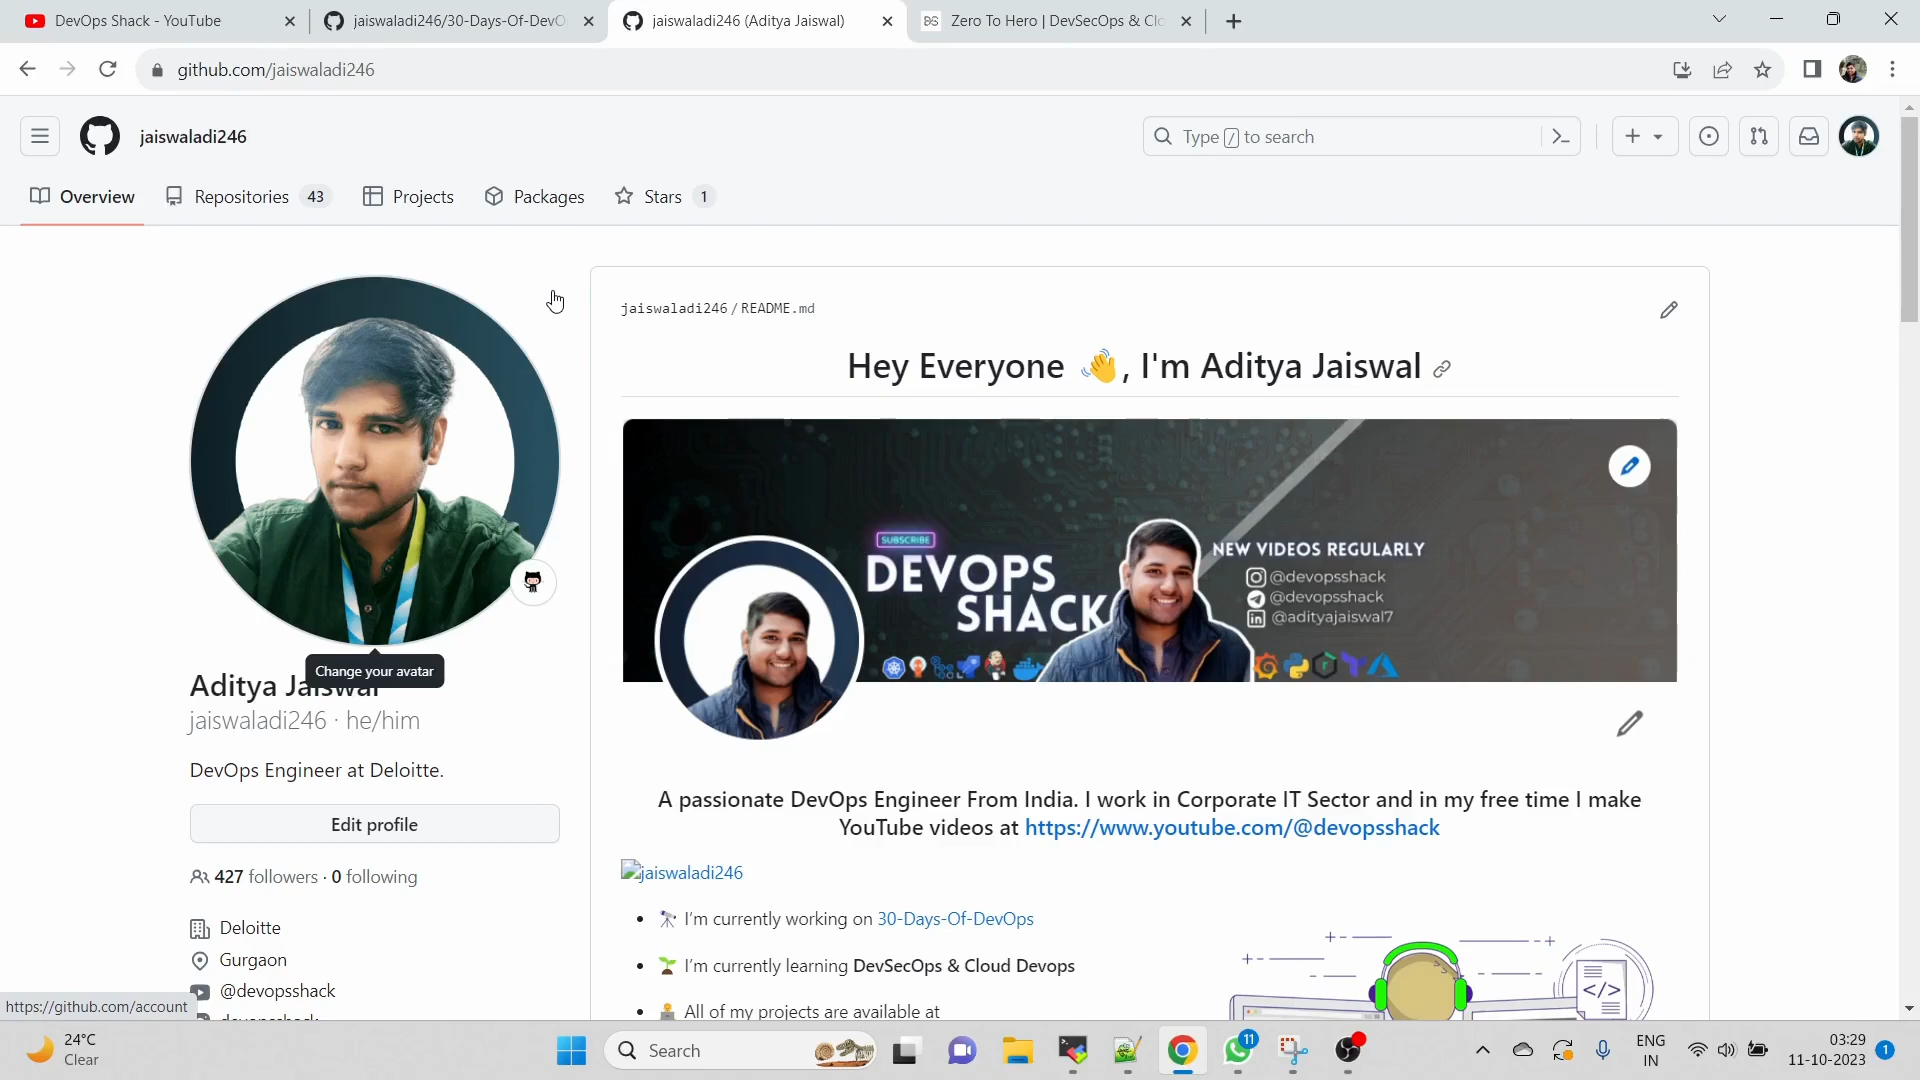 DevOps Shack - YouTube
jaiswaladi246/30-Days-Of-DevO
jaiswaladi246 (Aditya Jaiswal)
Zero To Hero | DevSecOps & Clo
github.com/jaiswaladi246
jaiswaladi246
Type / to search
Overview
Repositories 43
Projects
Packages
Stars 1
jaiswaladi246 / README.md
Hey Everyone 👋, I'm Aditya Jaiswal
SUBSCRIBE
DEVOPS
SHACK
NEW VIDEOS REGULARLY
@devopsshack
@devopsshack
@adityajaiswal7
Change your avatar
Aditya Jaiswal
jaiswaladi246 · he/him
DevOps Engineer at Deloitte.
Edit profile
427 followers · 0 following
Deloitte
Gurgaon
@devopsshack
devopsshack
A passionate DevOps Engineer From India. I work in Corporate IT Sector and in my free time I make
YouTube videos at https://www.youtube.com/@devopsshack
jaiswaladi246
• 🔭 I'm currently working on 30-Days-Of-DevOps
• 🌱 I'm currently learning DevSecOps & Cloud Devops
• 👨‍💻 All of my projects are available at
</>
https://github.com/account
24°C
Clear
Search
11
ENG
IN
03:29
11-10-2023
1